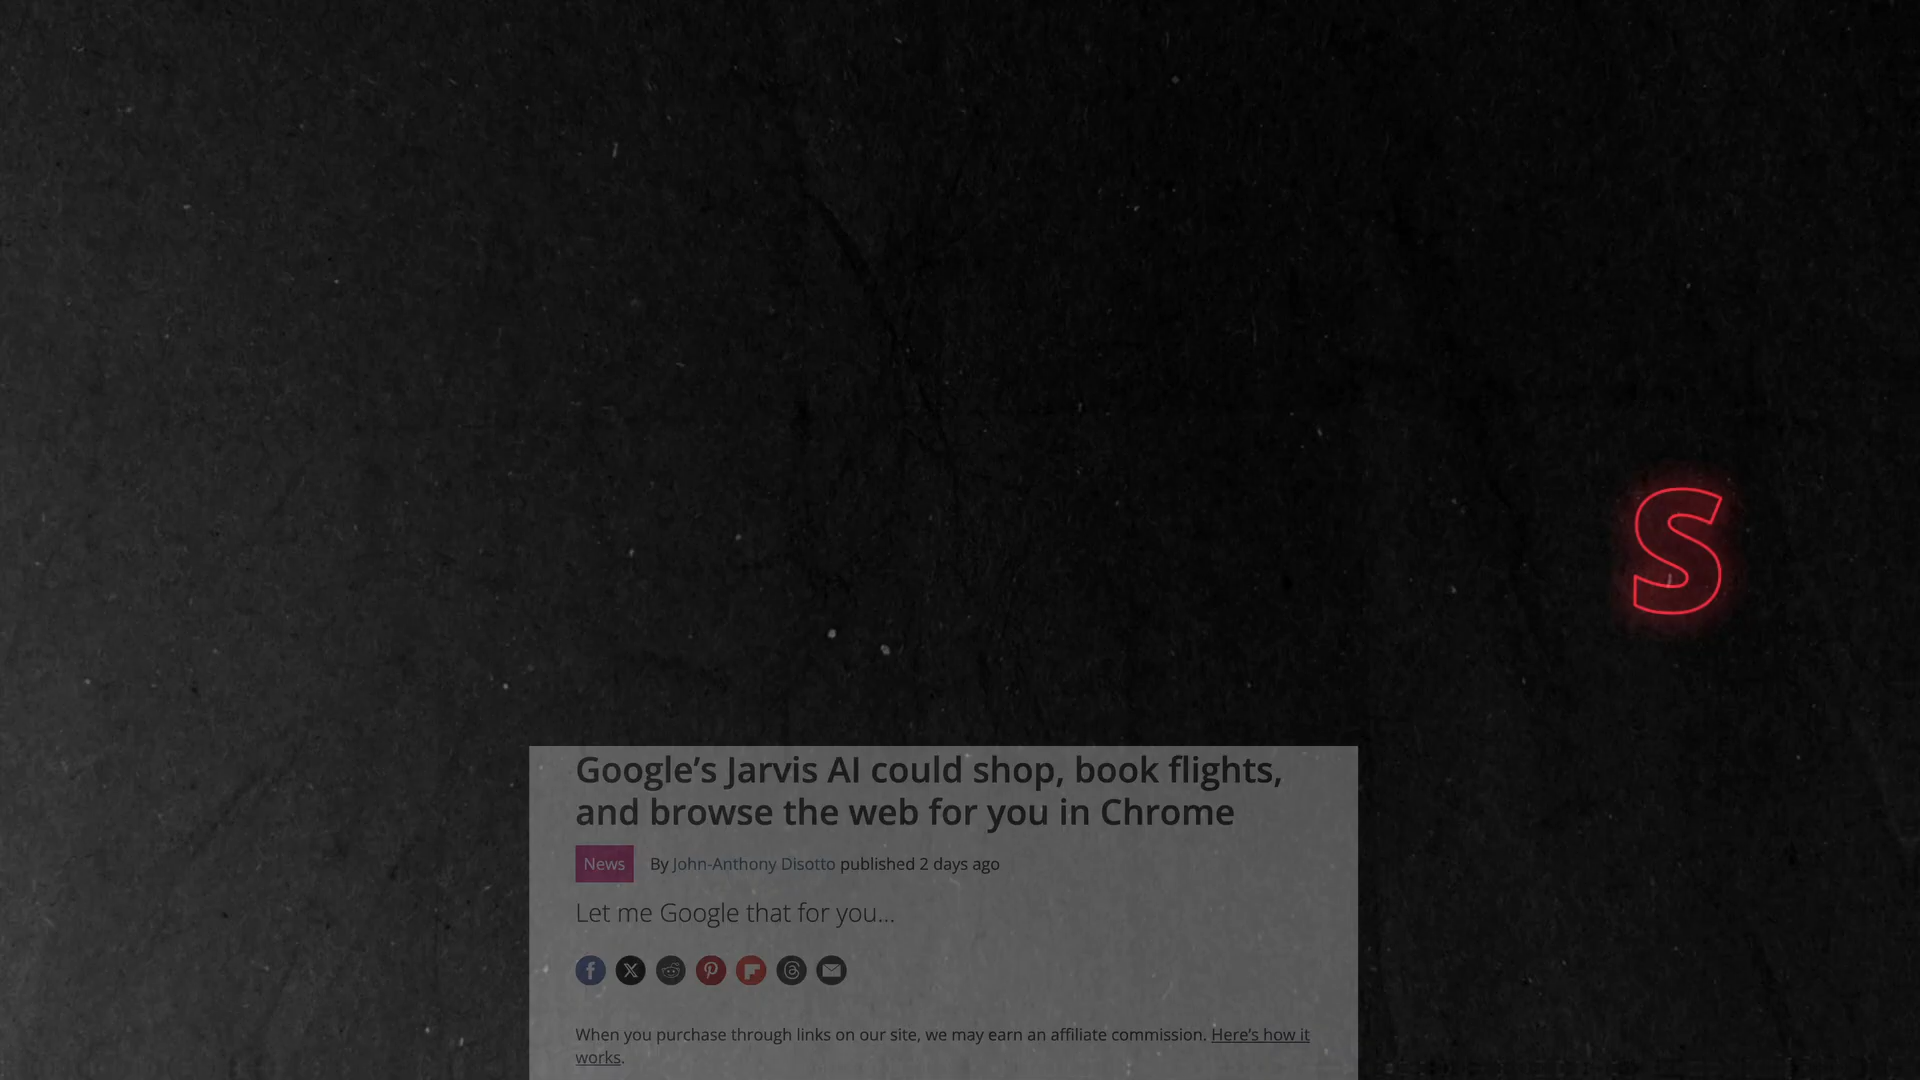 S
Google’s Jarvis AI could shop, book flights,
and browse the web for you in Chrome
News By John-Anthony Disotto published 2 days ago
Let me Google that for you...
When you purchase through links on our site, we may earn an affiliate commission. Here’s how it
works.